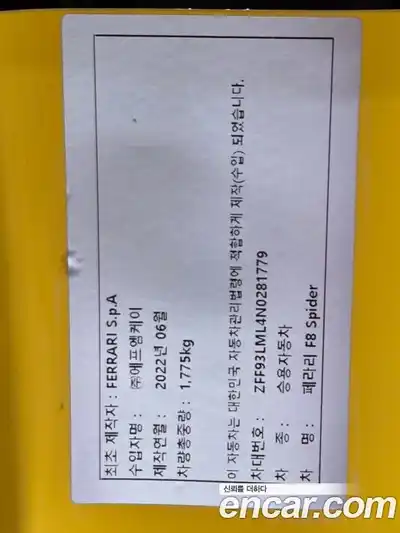 최초 제작자 : FERRARI S.p.A
수입자명 : ㈜에프엠케이
제작연월 : 2022년 06월
차량총중량 : 1,775kg
이 자동차는 대한민국 자동차관리법령에 적합하게 제작(수입) 되었습니다.
차대번호 : ZFF93LML4N0281779
차 종 : 승용자동차
차 명 : 페라리 F8 Spider
신뢰를 더하다
encar.com